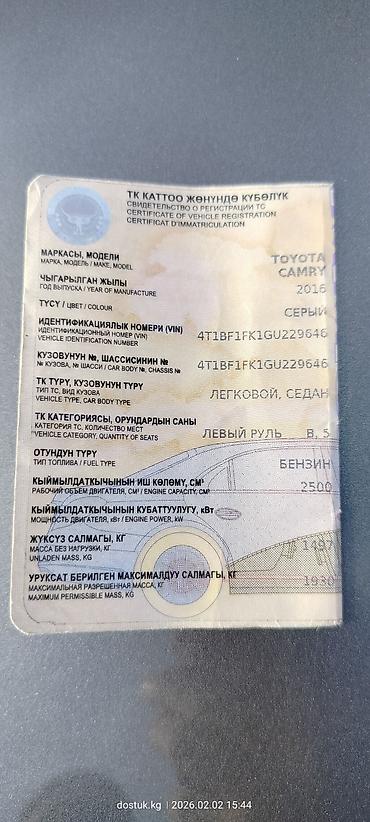 ТК КАТТОО ЖӨНҮНДӨ КҮБӨЛҮК
СВИДЕТЕЛЬСТВО О РЕГИСТРАЦИИ ТС
CERTIFICATE OF VEHICLE REGISTRATION
CERTIFICAT D'IMMATRICULATION
МАРКАСЫ, МОДЕЛИ
МАРКА, МОДЕЛЬ / MAKE, MODEL
TOYOTA
CAMRY
ЧЫГАРЫЛГАН ЖЫЛЫ
ГОД ВЫПУСКА / YEAR OF MANUFACTURE
2016
ТҮСҮ / ЦВЕТ / COLOUR
СЕРЫЙ
ИДЕНТИФИКАЦИЯЛЫК НОМЕРИ (VIN)
ИДЕНТИФИКАЦИОННЫЙ НОМЕР (VIN)
VEHICLE IDENTIFICATION NUMBER
4T1BF1FK1GU229646
КУЗОВУНУН №, ШАССИСИНИН №
№ КУЗОВА, № ШАССИ / CAR BODY №, CHASSIS №
4T1BF1FK1GU229646
ТК ТҮРҮ, КУЗОВУНУН ТҮРҮ
ТИП ТС, ВИД КУЗОВА
VEHICLE TYPE, CAR BODY TYPE
ЛЕГКОВОЙ, СЕДАН
ТК КАТЕГОРИЯСЫ, ОРУНДАРДЫН САНЫ
КАТЕГОРИЯ ТС, КОЛИЧЕСТВО МЕСТ
VEHICLE CATEGORY, QUANTITY OF SEATS
ЛЕВЫЙ РУЛЬ B, 5
ОТУНДУН ТҮРҮ
ТИП ТОПЛИВА / FUEL TYPE
БЕНЗИН
КЫЙМЫЛДАТКЫЧЫНЫН ИШ КӨЛӨМҮ, СМ³
РАБОЧИЙ ОБЪЕМ ДВИГАТЕЛЯ, СМ³ / ENGINE CAPACITY, CM³
2500
КЫЙМЫЛДАТКЫЧЫНЫН КУБАТТУУЛУГУ, кВт
МОЩНОСТЬ ДВИГАТЕЛЯ, кВт / ENGINE POWER, kW
ЖҮКСҮЗ САЛМАГЫ, КГ
МАССА БЕЗ НАГРУЗКИ, КГ
UNLADEN MASS, KG
1497
УРУКСАТ БЕРИЛГЕН МАКСИМАЛДУУ САЛМАГЫ, КГ
МАКСИМАЛЬНАЯ РАЗРЕШЕННАЯ МАССА, КГ
MAXIMUM PERMISSIBLE MASS, KG
1930
dostuk.kg | 2026.02.02 15:44